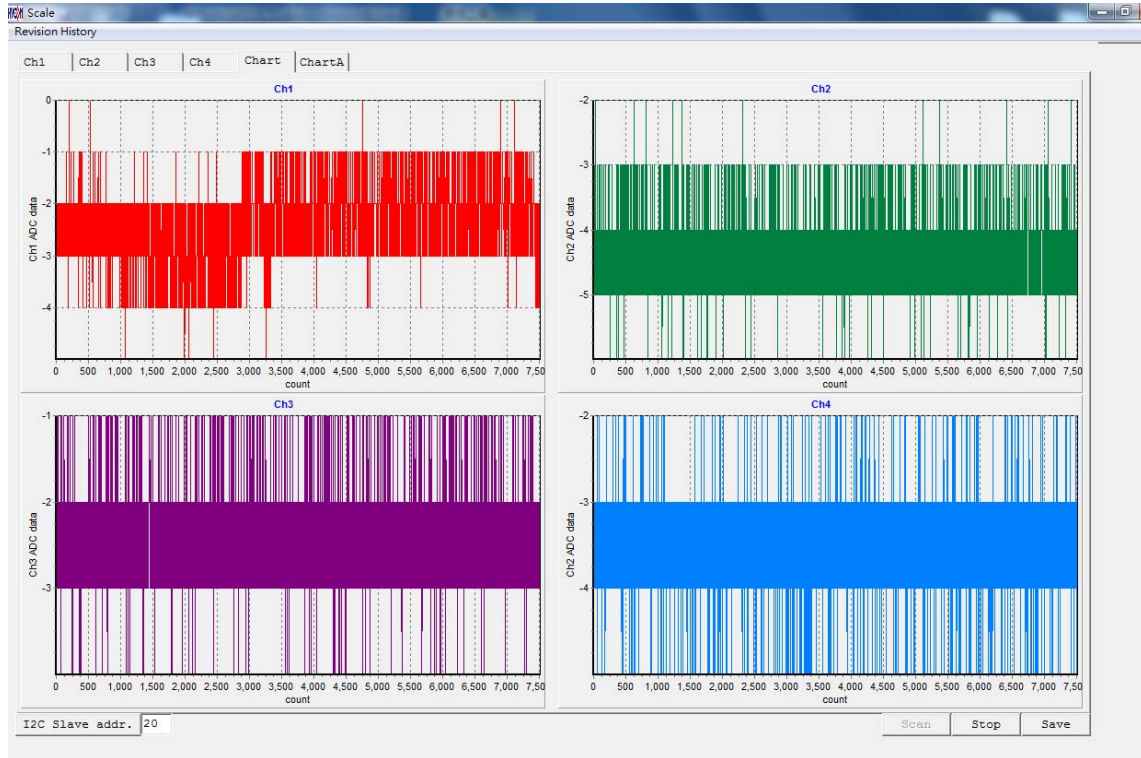 Scale
Revision History
Ch1 Ch2 Ch3 Ch4 Chart ChartA
Ch1
0
-1
-2
-3
-4
Ch1 ADC data
0 500 1,000 1,500 2,000 2,500 3,000 3,500 4,000 4,500 5,000 5,500 6,000 6,500 7,000 7,50
count
Ch2
-2
-3
-4
-5
Ch2 ADC data
0 500 1,000 1,500 2,000 2,500 3,000 3,500 4,000 4,500 5,000 5,500 6,000 6,500 7,000 7,50
count
Ch3
-1
-2
-3
Ch3 ADC data
0 500 1,000 1,500 2,000 2,500 3,000 3,500 4,000 4,500 5,000 5,500 6,000 6,500 7,000 7,50
count
Ch4
-2
-3
-4
Ch2 ADC data
0 500 1,000 1,500 2,000 2,500 3,000 3,500 4,000 4,500 5,000 5,500 6,000 6,500 7,000 7,50
count
I2C Slave addr. 20 Scan Stop Save